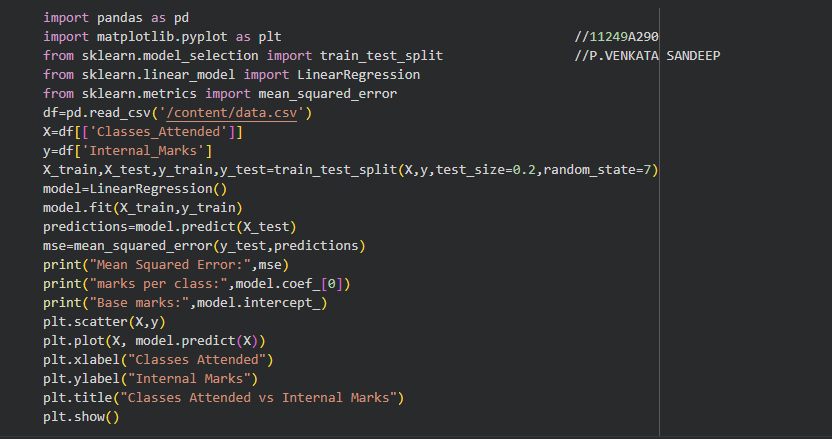 import pandas as pd
import matplotlib.pyplot as plt //11249A290
from sklearn.model_selection import train_test_split //P.VENKATA SANDEEP
from sklearn.linear_model import LinearRegression
from sklearn.metrics import mean_squared_error
df=pd.read_csv('/content/data.csv')
X=df[['Classes_Attended']]
y=df['Internal_Marks']
X_train,X_test,y_train,y_test=train_test_split(X,y,test_size=0.2,random_state=7)
model=LinearRegression()
model.fit(X_train,y_train)
predictions=model.predict(X_test)
mse=mean_squared_error(y_test,predictions)
print("Mean Squared Error:",mse)
print("marks per class:",model.coef_[0])
print("Base marks:",model.intercept_)
plt.scatter(X,y)
plt.plot(X, model.predict(X))
plt.xlabel("Classes Attended")
plt.ylabel("Internal Marks")
plt.title("Classes Attended vs Internal Marks")
plt.show()